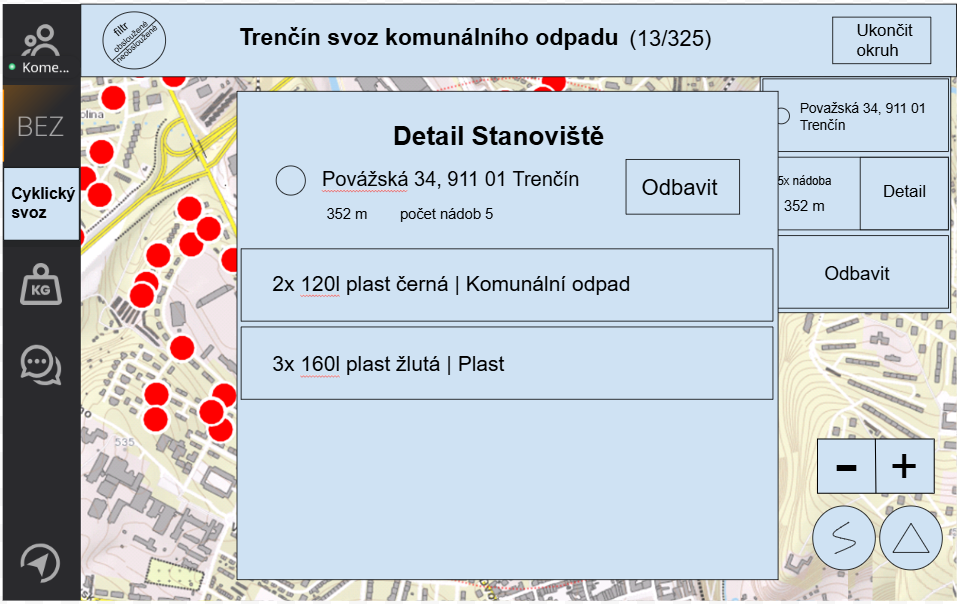 Kome...
BEZ
Cyklický
svoz
KG
filtr
obsloužené
neobsloužené
Trenčín svoz komunálního odpadu (13/325)
Ukončit
okruh
Detail Stanoviště
Povážská 34, 911 01 Trenčín
352 m počet nádob 5
Odbavit
2x 120l plast černá | Komunální odpad
3x 160l plast žlutá | Plast
Považská 34, 911 01
Trenčín
5x nádoba
352 m
Detail
Odbavit
535
- +